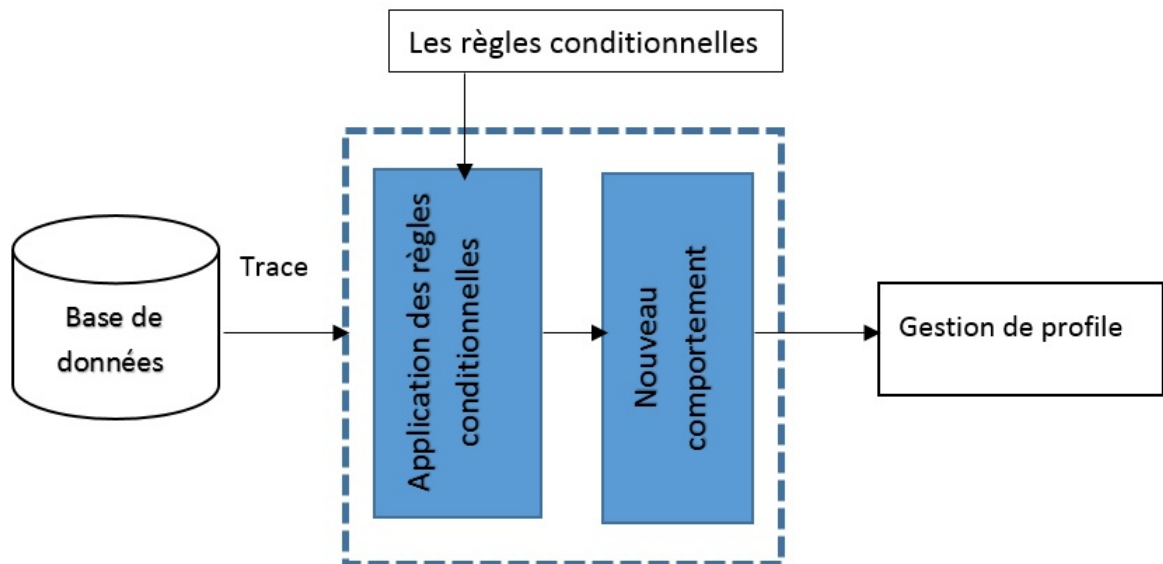 Les règles conditionnelles
Trace
Base de
données
Application des règles
conditionnelles
Nouveau
comportement
Gestion de profile